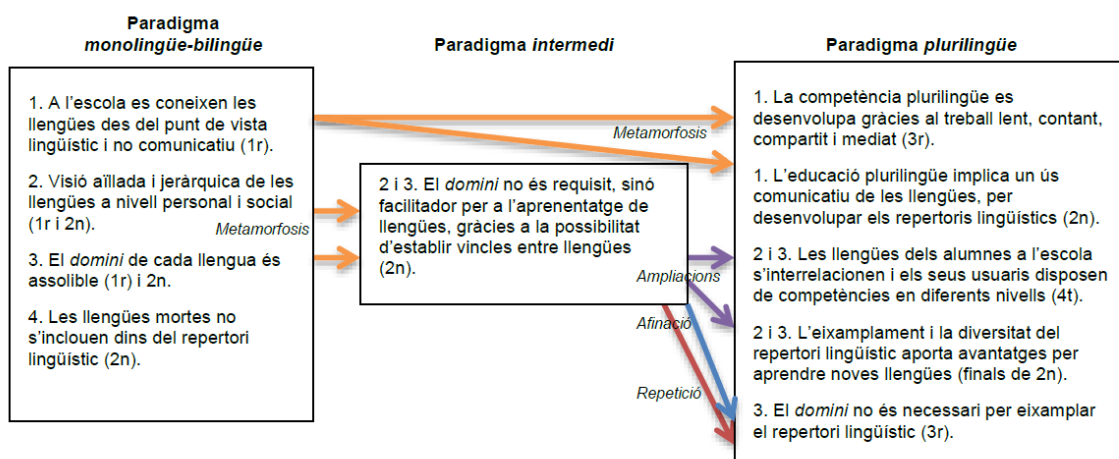 Paradigma
monolingüe-bilingüe
Paradigma intermedi
Paradigma plurilingüe
1. A l’escola es coneixen les
llengües des del punt de vista
lingüístic i no comunicatiu (1r).
2. Visió aïllada i jeràrquica de les
llengües a nivell personal i social
(1r i 2n).
3. El domini de cada llengua és
assolible (1r) i 2n.
4. Les llengües mortes no
s’inclouen dins del repertori
lingüístic (2n).
Metamorfosis
Metamorfosis
2 i 3. El domini no és requisit, sinó
facilitador per a l’aprenentatge de
llengües, gràcies a la possibilitat
d’establir vincles entre llengües
(2n).
Ampliacions
Afinació
Repetició
1. La competència plurilingüe es
desenvolupa gràcies al treball lent, contant,
compartit i mediat (3r).
1. L’educació plurilingüe implica un ús
comunicatiu de les llengües, per
desenvolupar els repertoris lingüístics (2n).
2 i 3. Les llengües dels alumnes a l’escola
s’interrelacionen i els seus usuaris disposen
de competències en diferents nivells (4t).
2 i 3. L’eixamplament i la diversitat del
repertori lingüístic aporta avantatges per
aprendre noves llengües (finals de 2n).
3. El domini no és necessari per eixamplar
el repertori lingüístic (3r).